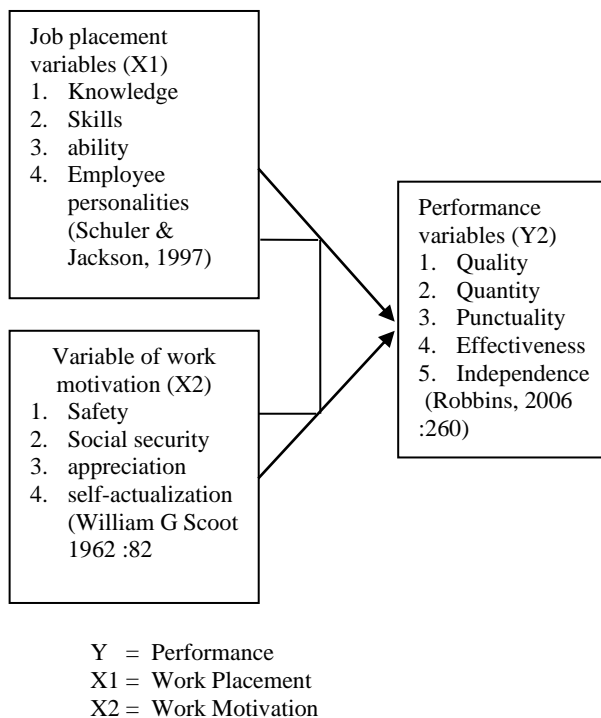 Job placement
variables (X1)
1. Knowledge
2. Skills
3. ability
4. Employee
personalities
(Schuler &
Jackson, 1997)
Variable of work
motivation (X2)
1. Safety
2. Social security
3. appreciation
4. self-actualization
(William G Scoot
1962 :82
Performance
variables (Y2)
1. Quality
2. Quantity
3. Punctuality
4. Effectiveness
5. Independence
(Robbins, 2006
:260)
Y = Performance
X1 = Work Placement
X2 = Work Motivation